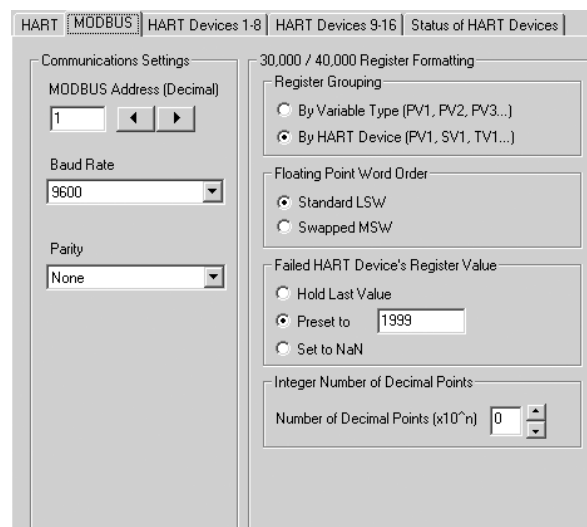 HART MODBUS HART Devices 1-8 HART Devices 9-16 Status of HART Devices
Communications Settings
MODBUS Address (Decimal)
1
Baud Rate
9600
Parity
None
30,000 / 40,000 Register Formatting
Register Grouping
By Variable Type (PV1, PV2, PV3...)
By HART Device (PV1, SV1, TV1...)
Floating Point Word Order
Standard LSW
Swapped MSW
Failed HART Device's Register Value
Hold Last Value
Preset to 1999
Set to NaN
Integer Number of Decimal Points
Number of Decimal Points (x10^n) 0